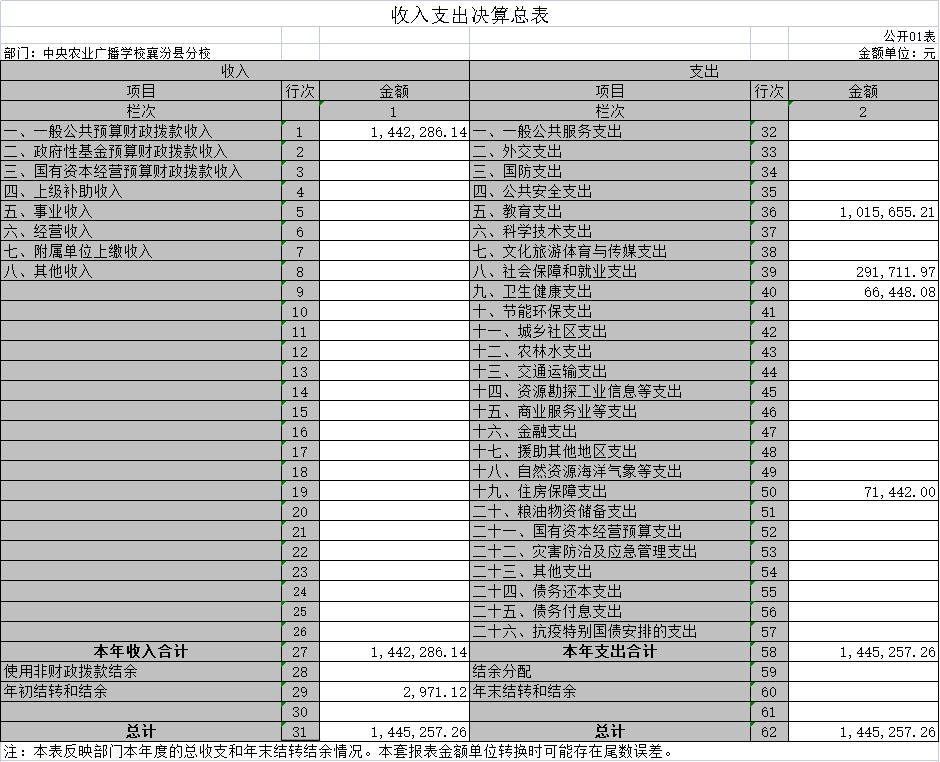 收入支出决算总表
公开01表
部门：中央农业广播学校襄汾县分校 金额单位：元
收入 支出
项目 行次 金额 项目 行次 金额
栏次 1 栏次 2
一、一般公共预算财政拨款收入 1 1,442,286.14 一、一般公共服务支出 32
二、政府性基金预算财政拨款收入 2 二、外交支出 33
三、国有资本经营预算财政拨款收入 3 三、国防支出 34
四、上级补助收入 4 四、公共安全支出 35
五、事业收入 5 五、教育支出 36 1,015,655.21
六、经营收入 6 六、科学技术支出 37
七、附属单位上缴收入 7 七、文化旅游体育与传媒支出 38
八、其他收入 8 八、社会保障和就业支出 39 291,711.97
9 九、卫生健康支出 40 66,448.08
10 十、节能环保支出 41
11 十一、城乡社区支出 42
12 十二、农林水支出 43
13 十三、交通运输支出 44
14 十四、资源勘探工业信息等支出 45
15 十五、商业服务业等支出 46
16 十六、金融支出 47
17 十七、援助其他地区支出 48
18 十八、自然资源海洋气象等支出 49
19 十九、住房保障支出 50 71,442.00
20 二十、粮油物资储备支出 51
21 二十一、国有资本经营预算支出 52
22 二十二、灾害防治及应急管理支出 53
23 二十三、其他支出 54
24 二十四、债务还本支出 55
25 二十五、债务付息支出 56
26 二十六、抗疫特别国债安排的支出 57
本年收入合计 27 1,442,286.14 本年支出合计 58 1,445,257.26
使用非财政拨款结余 28 结余分配 59
年初结转和结余 29 2,971.12 年末结转和结余 60
30 61
总计 31 1,445,257.26 总计 62 1,445,257.26
注：本表反映部门本年度的总收支和年末结转结余情况。本套报表金额单位转换时可能存在尾数误差。